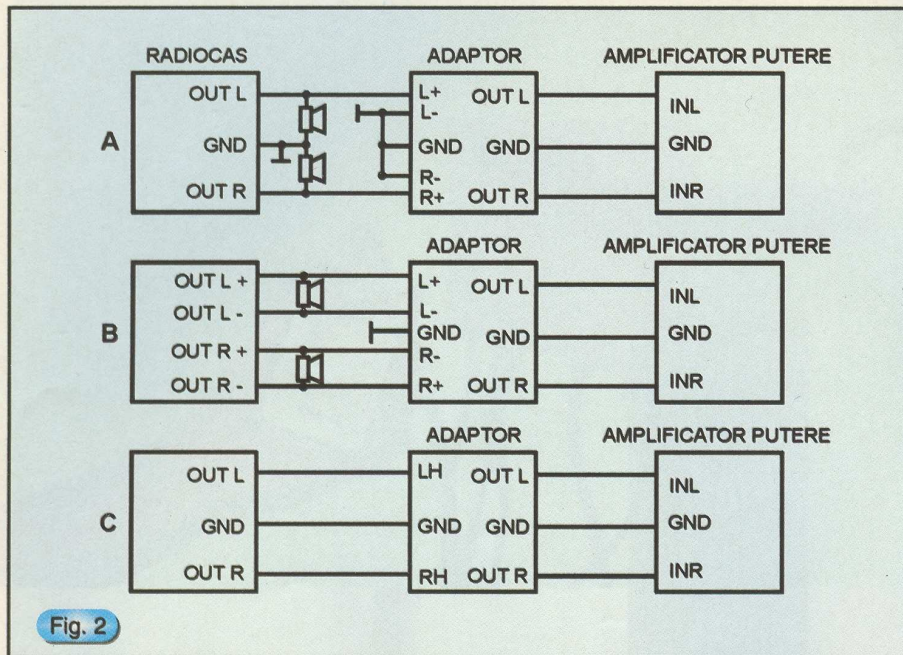 RADIOCAS ADAPTOR AMPLIFICATOR PUTERE
A
OUT L
GND
OUT R
L+
L-
GND
R-
R+
OUT L
GND
OUT R
INL
GND
INR
ADAPTOR AMPLIFICATOR PUTERE
B
OUT L +
OUT L -
OUT R +
OUT R -
L+
L-
GND
R-
R+
OUT L
GND
OUT R
INL
GND
INR
ADAPTOR AMPLIFICATOR PUTERE
C
OUT L
GND
OUT R
LH
GND
RH
OUT L
GND
OUT R
INL
GND
INR
Fig. 2